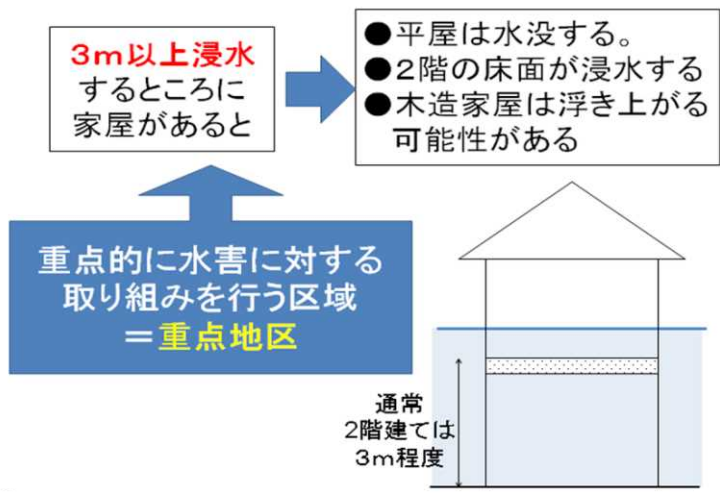 3m以上浸水
するところに
家屋があると
●平屋は水没する。
●2階の床面が浸水する
●木造家屋は浮き上がる
可能性がある
重点的に水害に対する
取り組みを行う区域
=重点地区
通常
2階建ては
3m程度